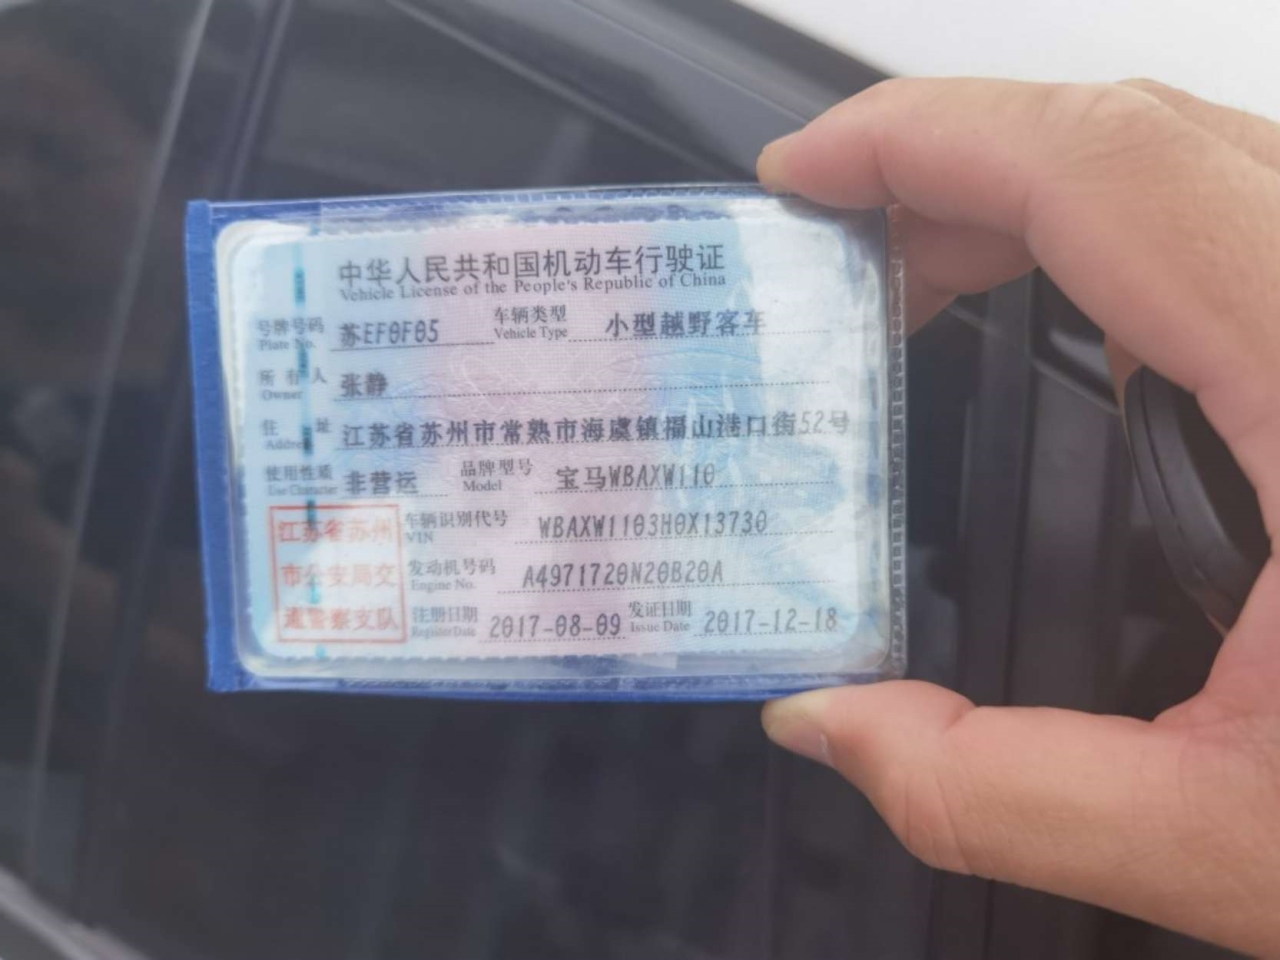 中华人民共和国机动车行驶证
Vehicle License of the People's Republic of China
号牌号码 苏EF0F05 车辆类型 小型越野客车
Plate No. Vehicle Type
所有人 张静
Owner
住址 江苏省苏州市常熟市海虞镇福山港口街52号
Address
使用性质 非营运 品牌型号 宝马WBAXW110
Use Character Model
江苏省苏州 车辆识别代号 WBAXW1103H0X13730
VIN
市公安局交 发动机号码 A4971720N20B20A
Engine No.
通警察支队 注册日期 2017-08-09 发证日期 2017-12-18
Register Date Issue Date